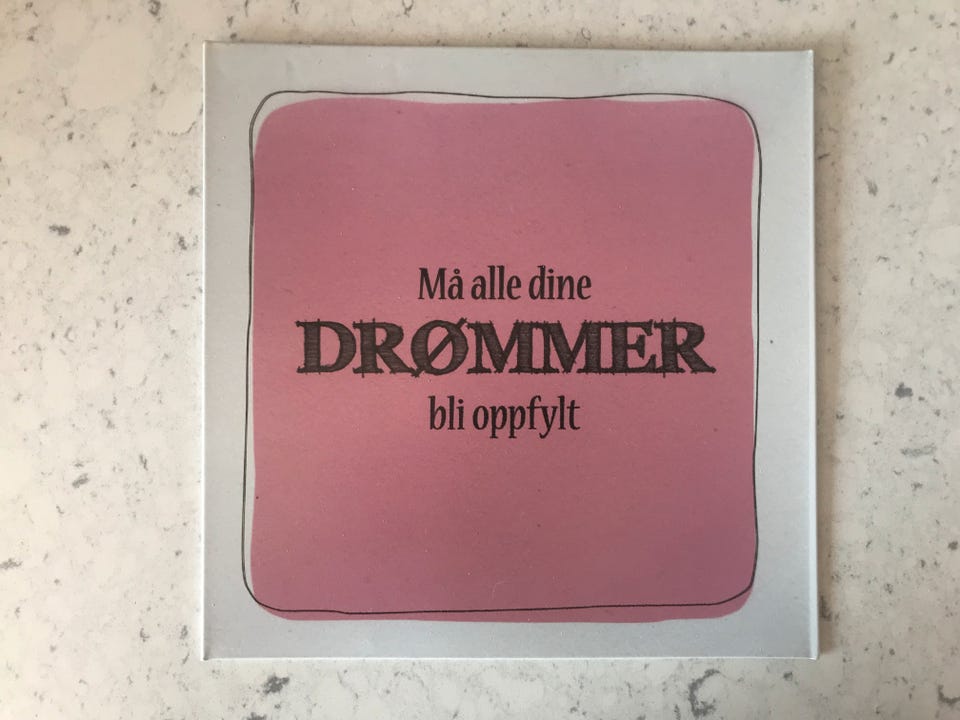 Må alle dine
DRØMMER
bli oppfylt